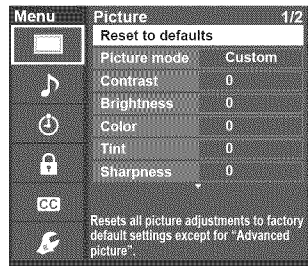 Menu
Picture 1/2
Reset to defaults
Picture mode Custom
Contrast 0
Brightness 0
Color 0
Tint 0
Sharpness 0
CC
Resets all picture adjustments to factory
default settings except for “Advanced
picture”.